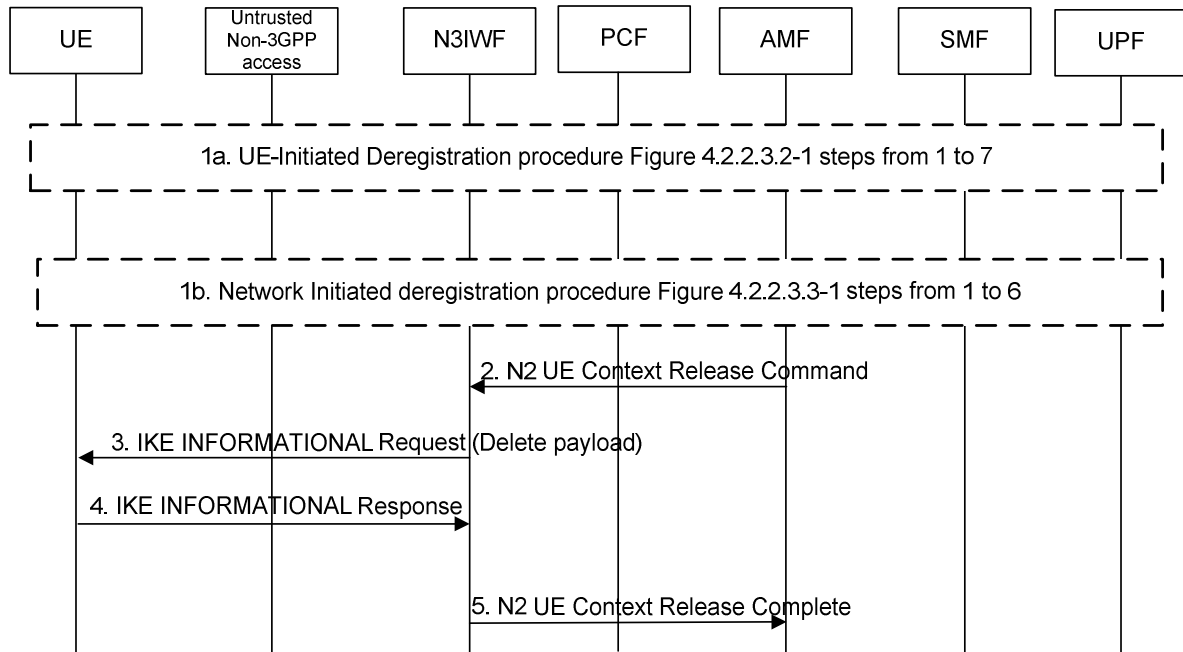 UE
Untrusted
Non-3GPP
access
N3IWF
PCF
AMF
SMF
UPF
1a. UE-Initiated Deregistration procedure Figure 4.2.2.3.2-1 steps from 1 to 7
1b. Network Initiated deregistration procedure Figure 4.2.2.3.3-1 steps from 1 to 6
2. N2 UE Context Release Command
3. IKE INFORMATIONAL Request (Delete payload)
4. IKE INFORMATIONAL Response
5. N2 UE Context Release Complete